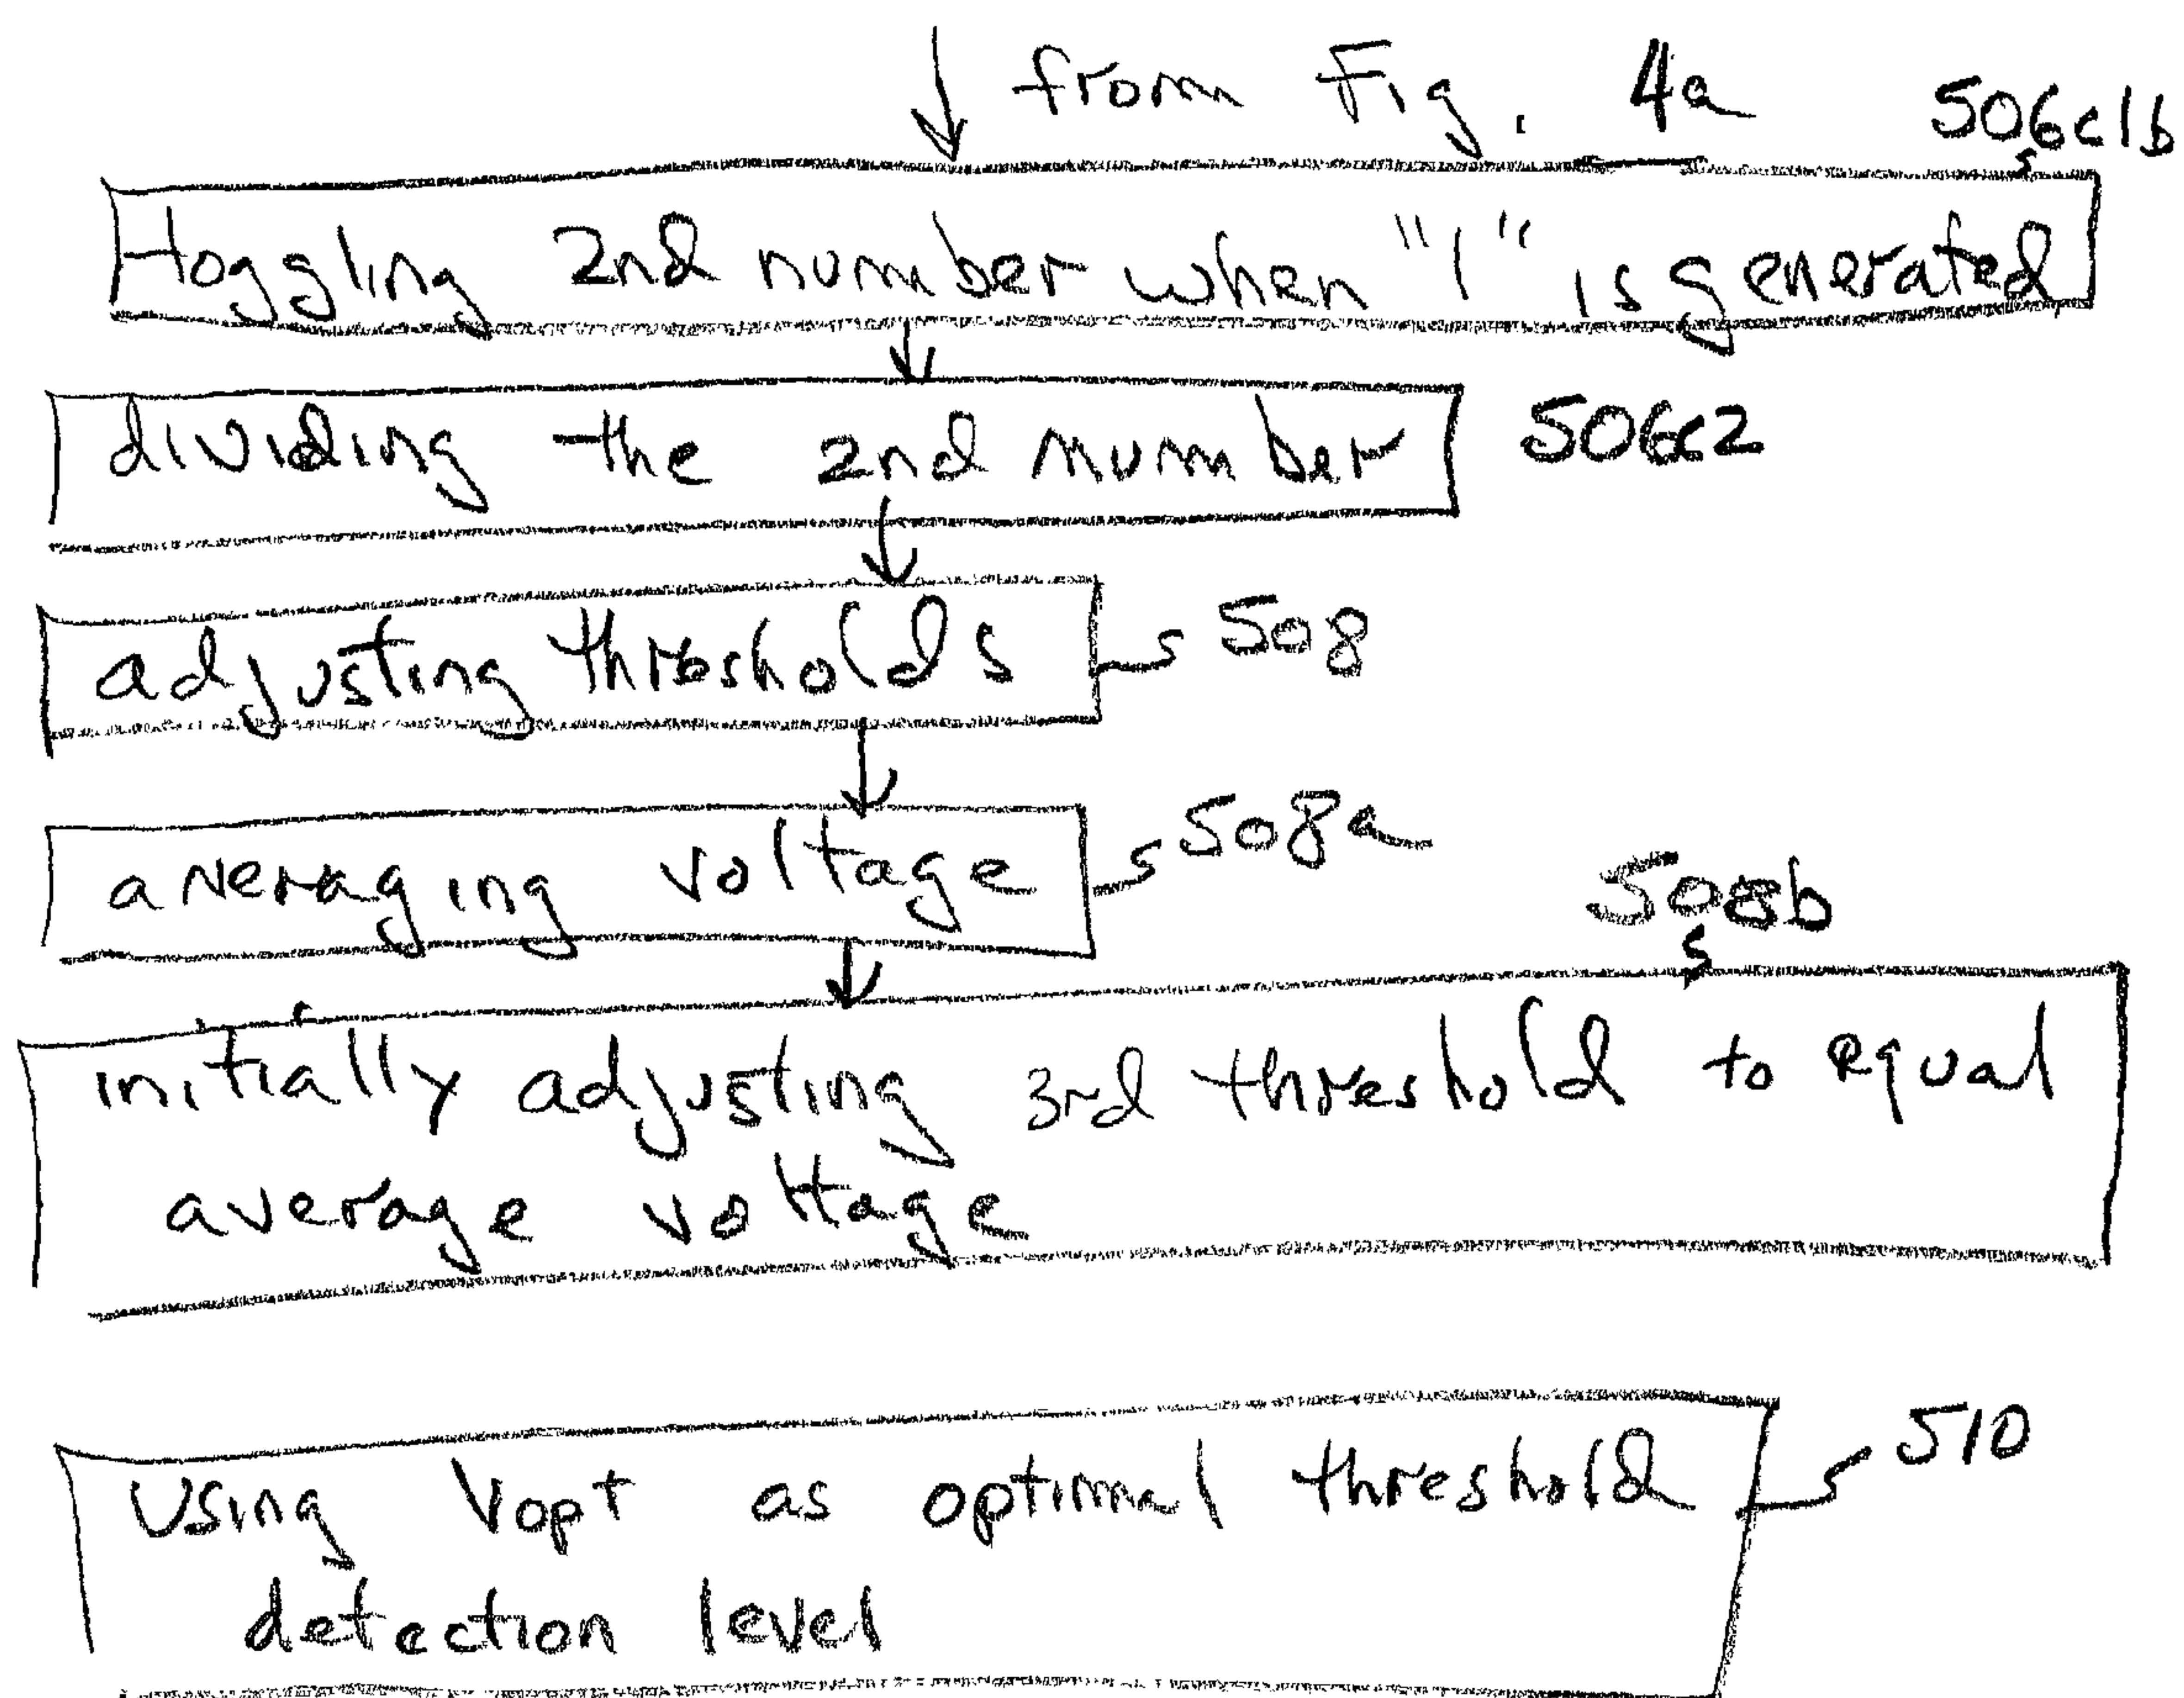 from Fig. 4a
506c1b
toggling 2nd number when "1" is generated
dividing the 2nd number 506c2
adjusting thresholds 508
averaging voltage 508a
508b
initially adjusting 3rd threshold to equal
average voltage
Using Vopt as optimal threshold 510
detection level